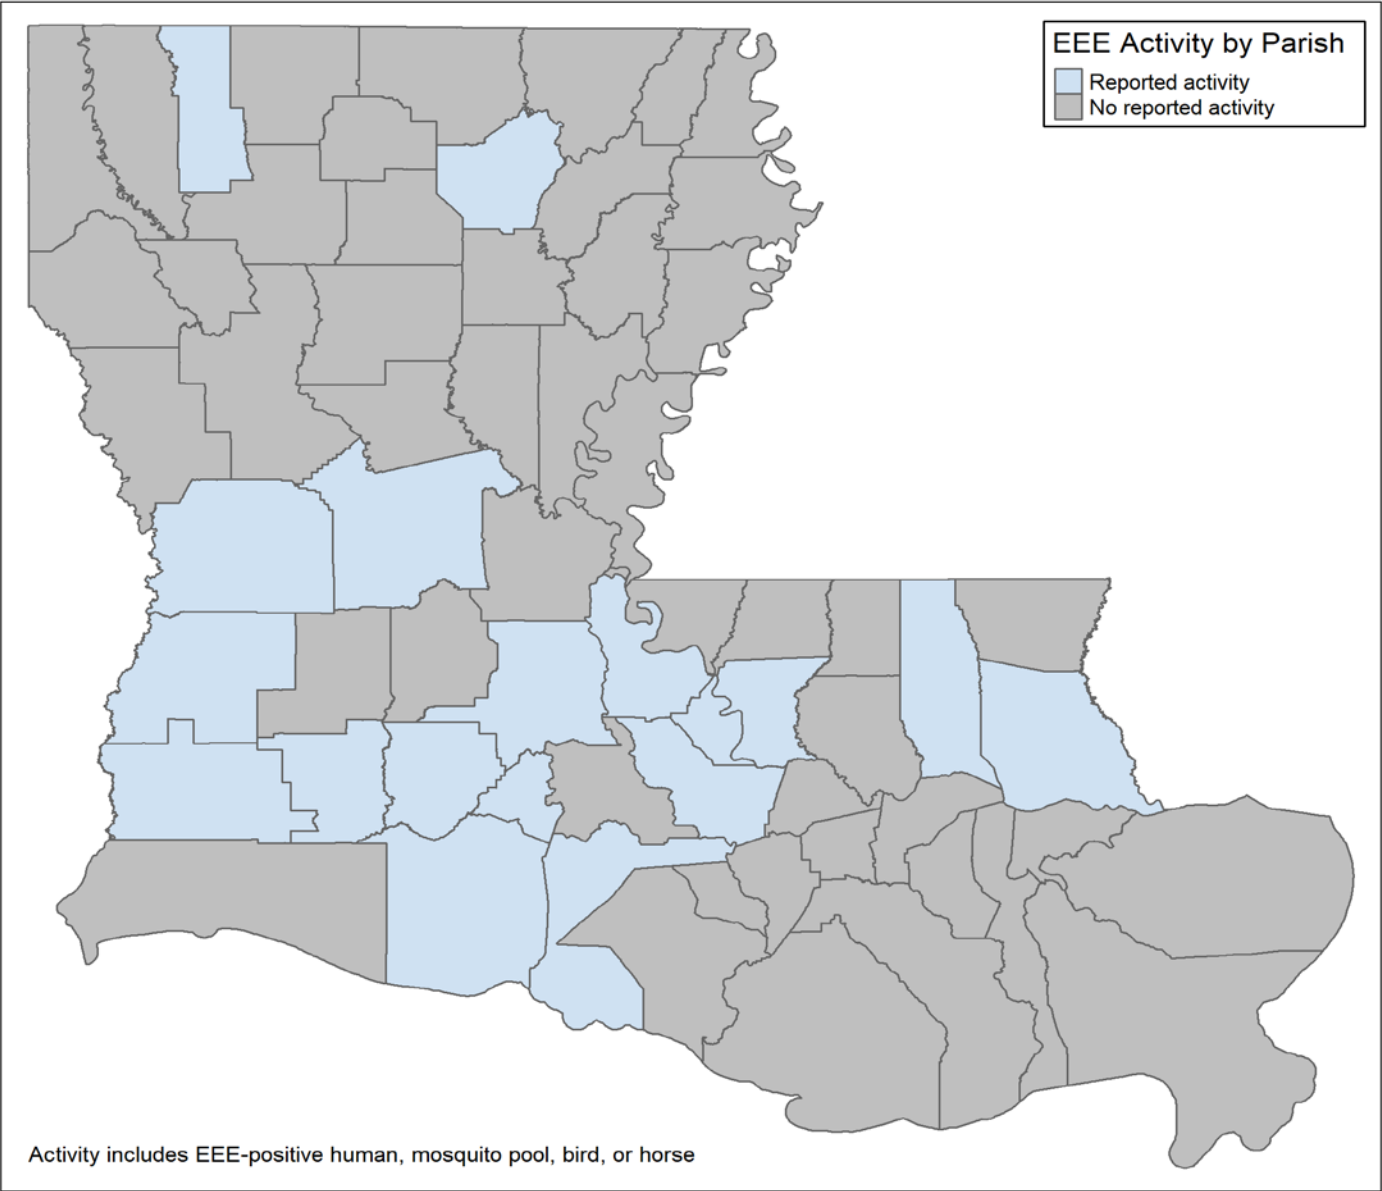 EEE Activity by Parish
Reported activity
No reported activity
Activity includes EEE-positive human, mosquito pool, bird, or horse